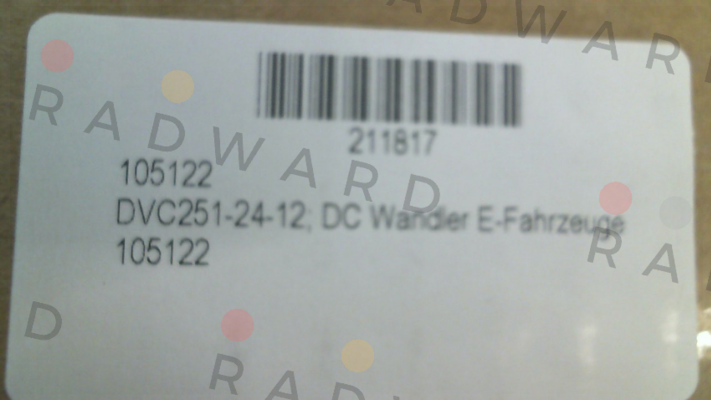 RADWARD
211817
105122
DVC251-24-12; DC Wandler E-Fahrzeuge
105122